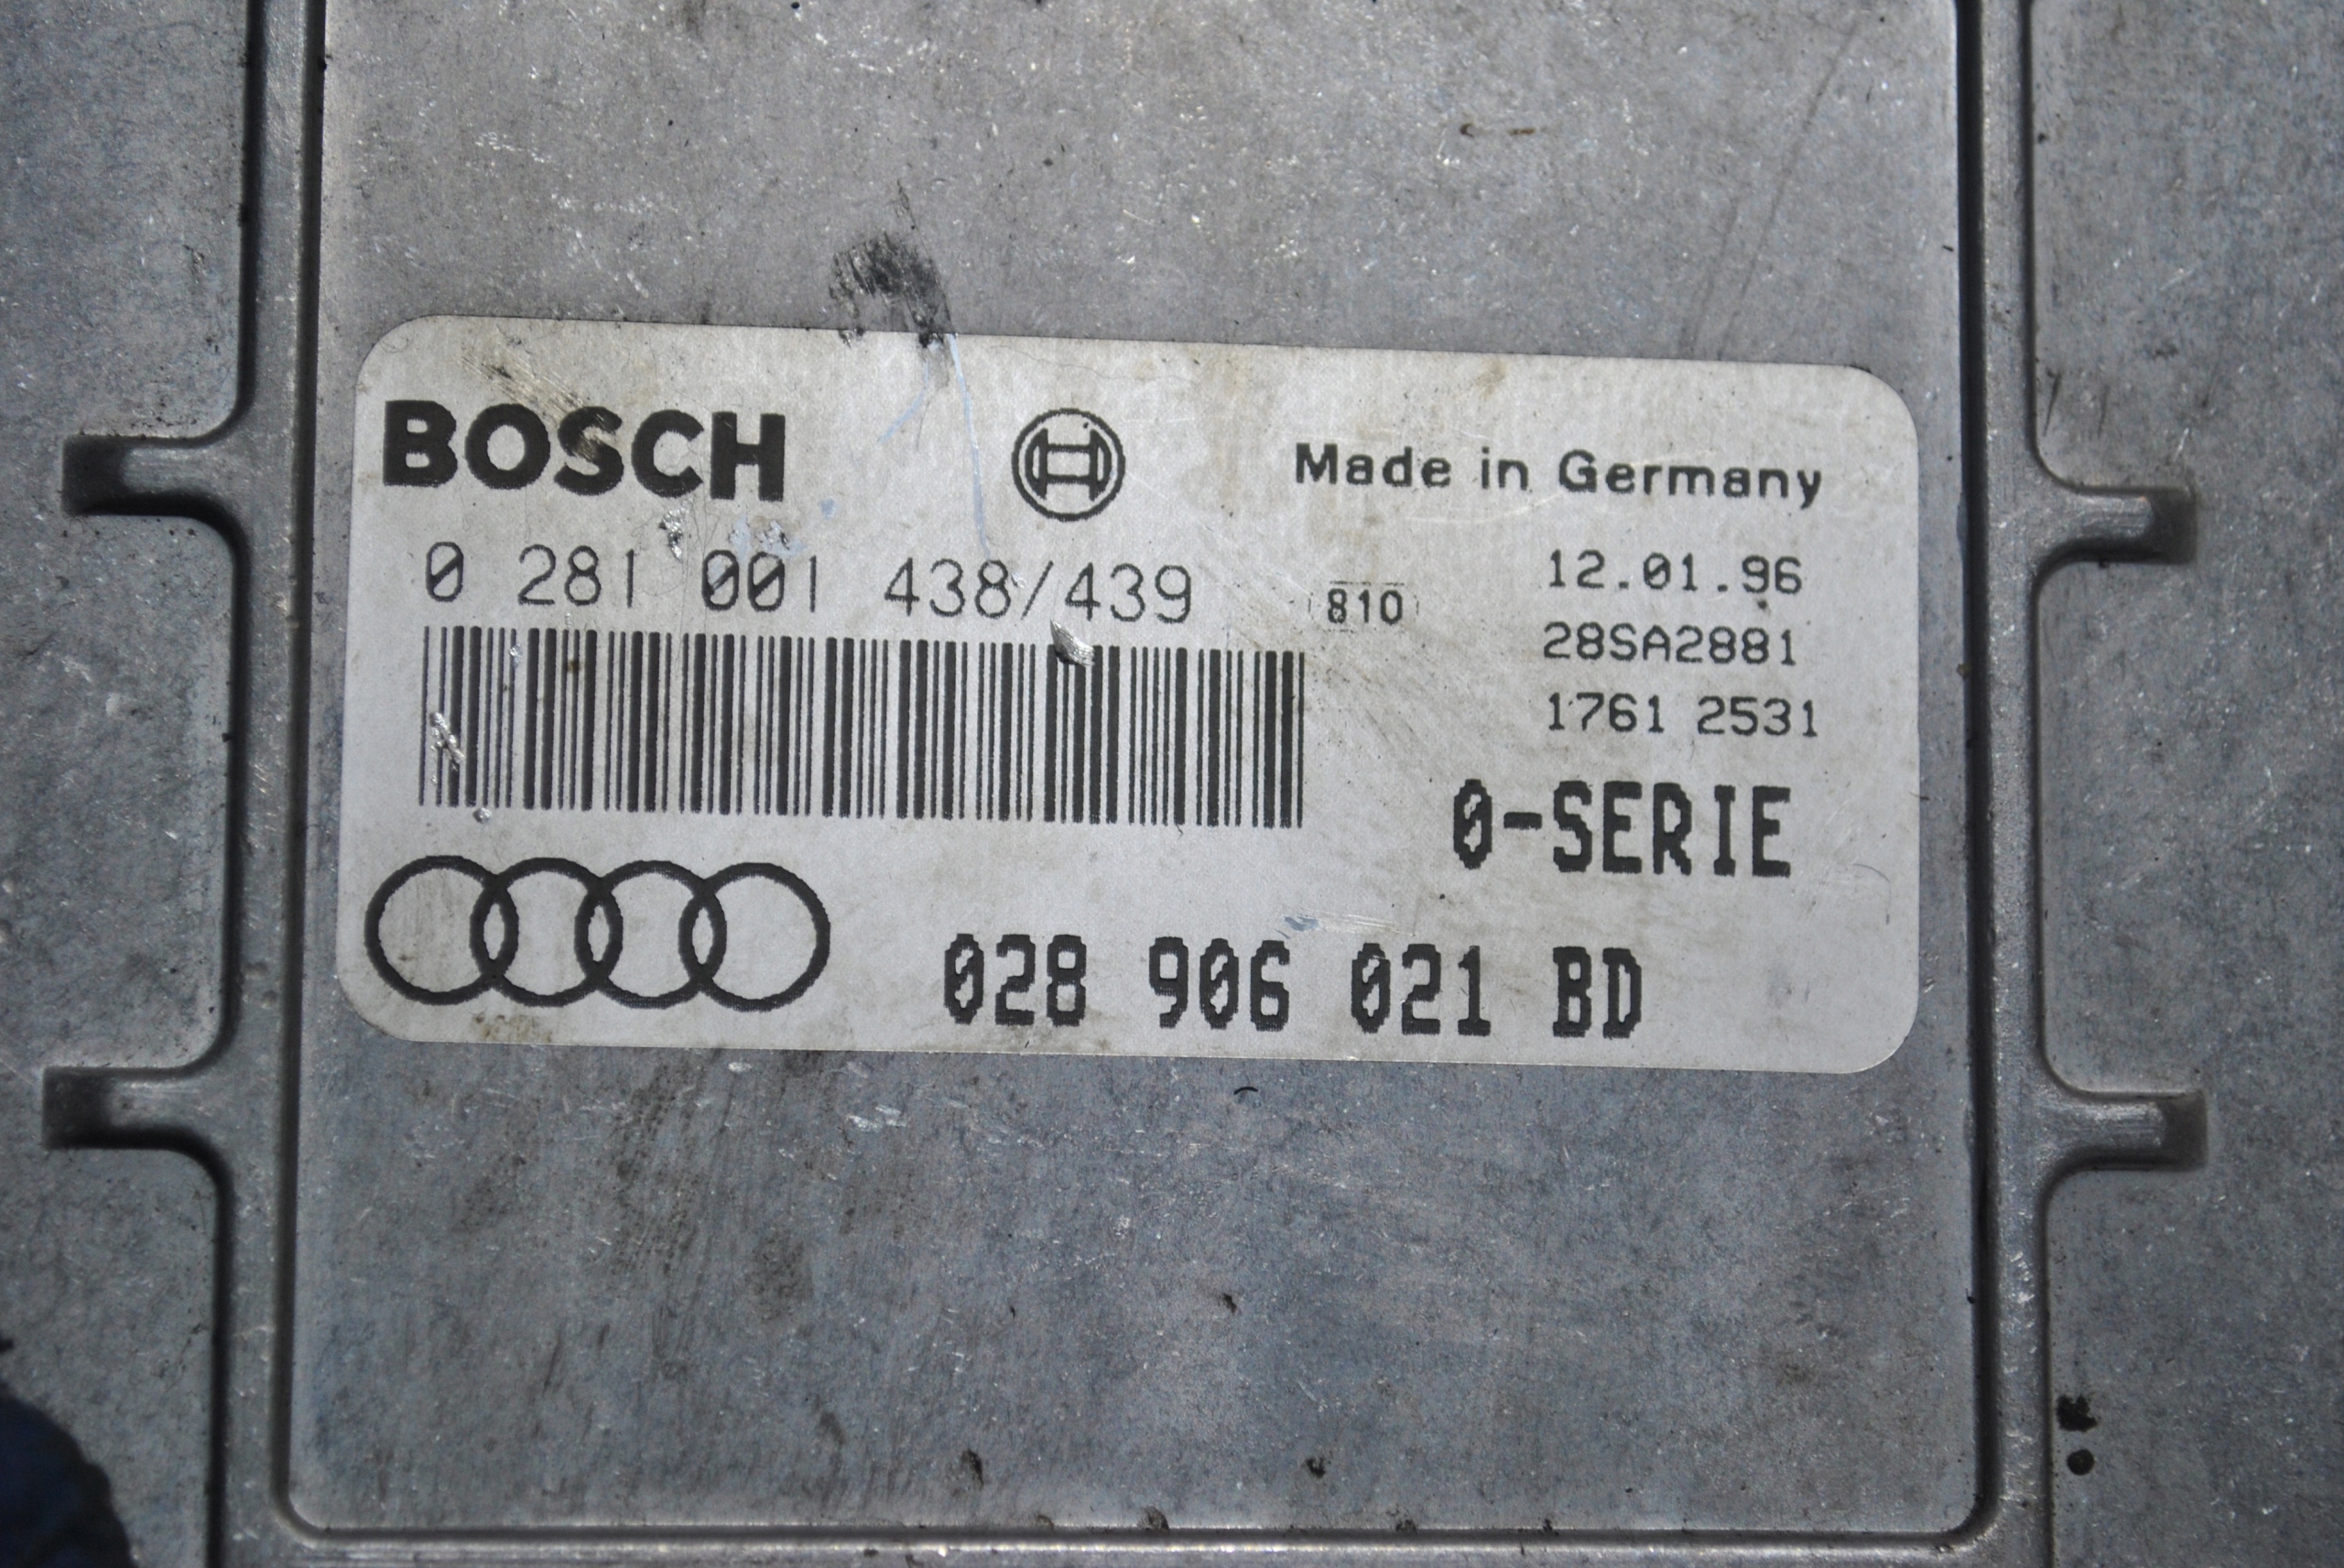 BOSCH Made in Germany
0 281 001 438/439 810 12.01.96
28SA2881
1761 2531
0-SERIE
028 906 021 BD